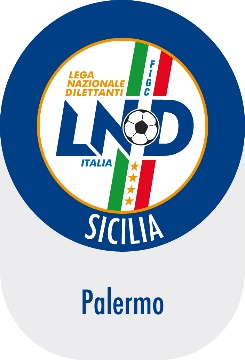 LEGA
NAZIONALE
DILETTANTI
FIGC
LND
ITALIA
SICILIA
Palermo